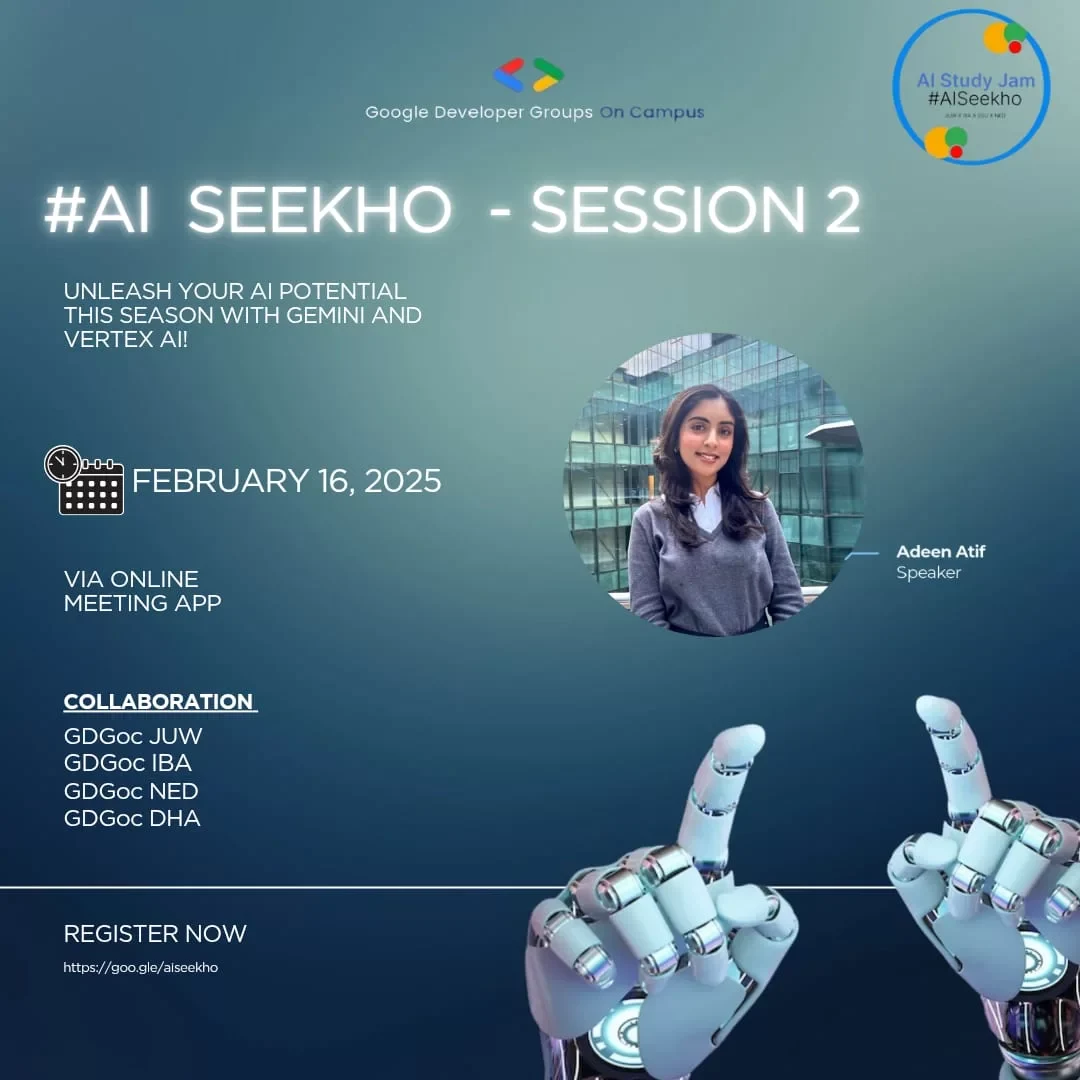 AI Study Jam
#AISeekho
Google Developer Groups On Campus
#AI SEEKHO - SESSION 2
UNLEASH YOUR AI POTENTIAL
THIS SEASON WITH GEMINI AND
VERTEX AI!
FEBRUARY 16, 2025
Adeen Atif
Speaker
VIA ONLINE
MEETING APP
COLLABORATION
GDGoc JUW
GDGoc IBA
GDGoc NED
GDGoc DHA
REGISTER NOW
https://goo.gle/aiseekho